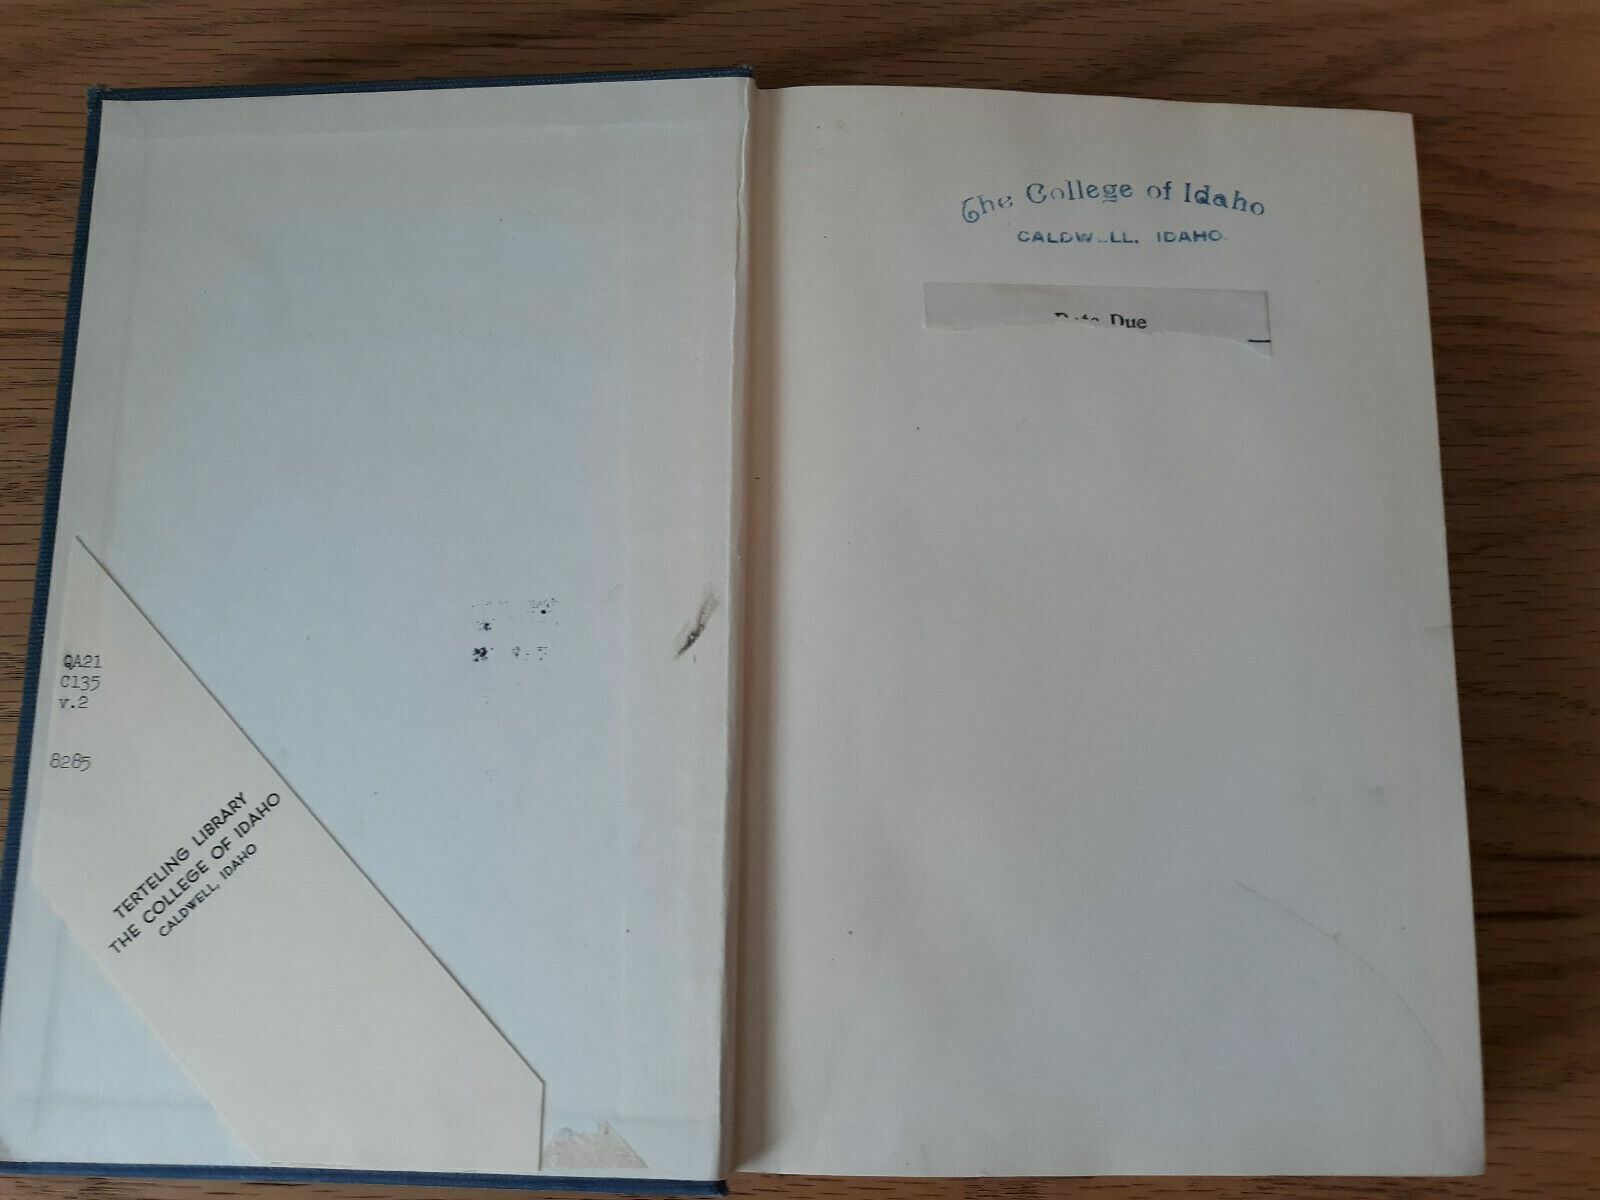 QA21
C135
v.2
8285
TERTELING LIBRARY
THE COLLEGE OF IDAHO
CALDWELL, IDAHO
The College of Idaho
CALDWELL, IDAHO.
Date Due